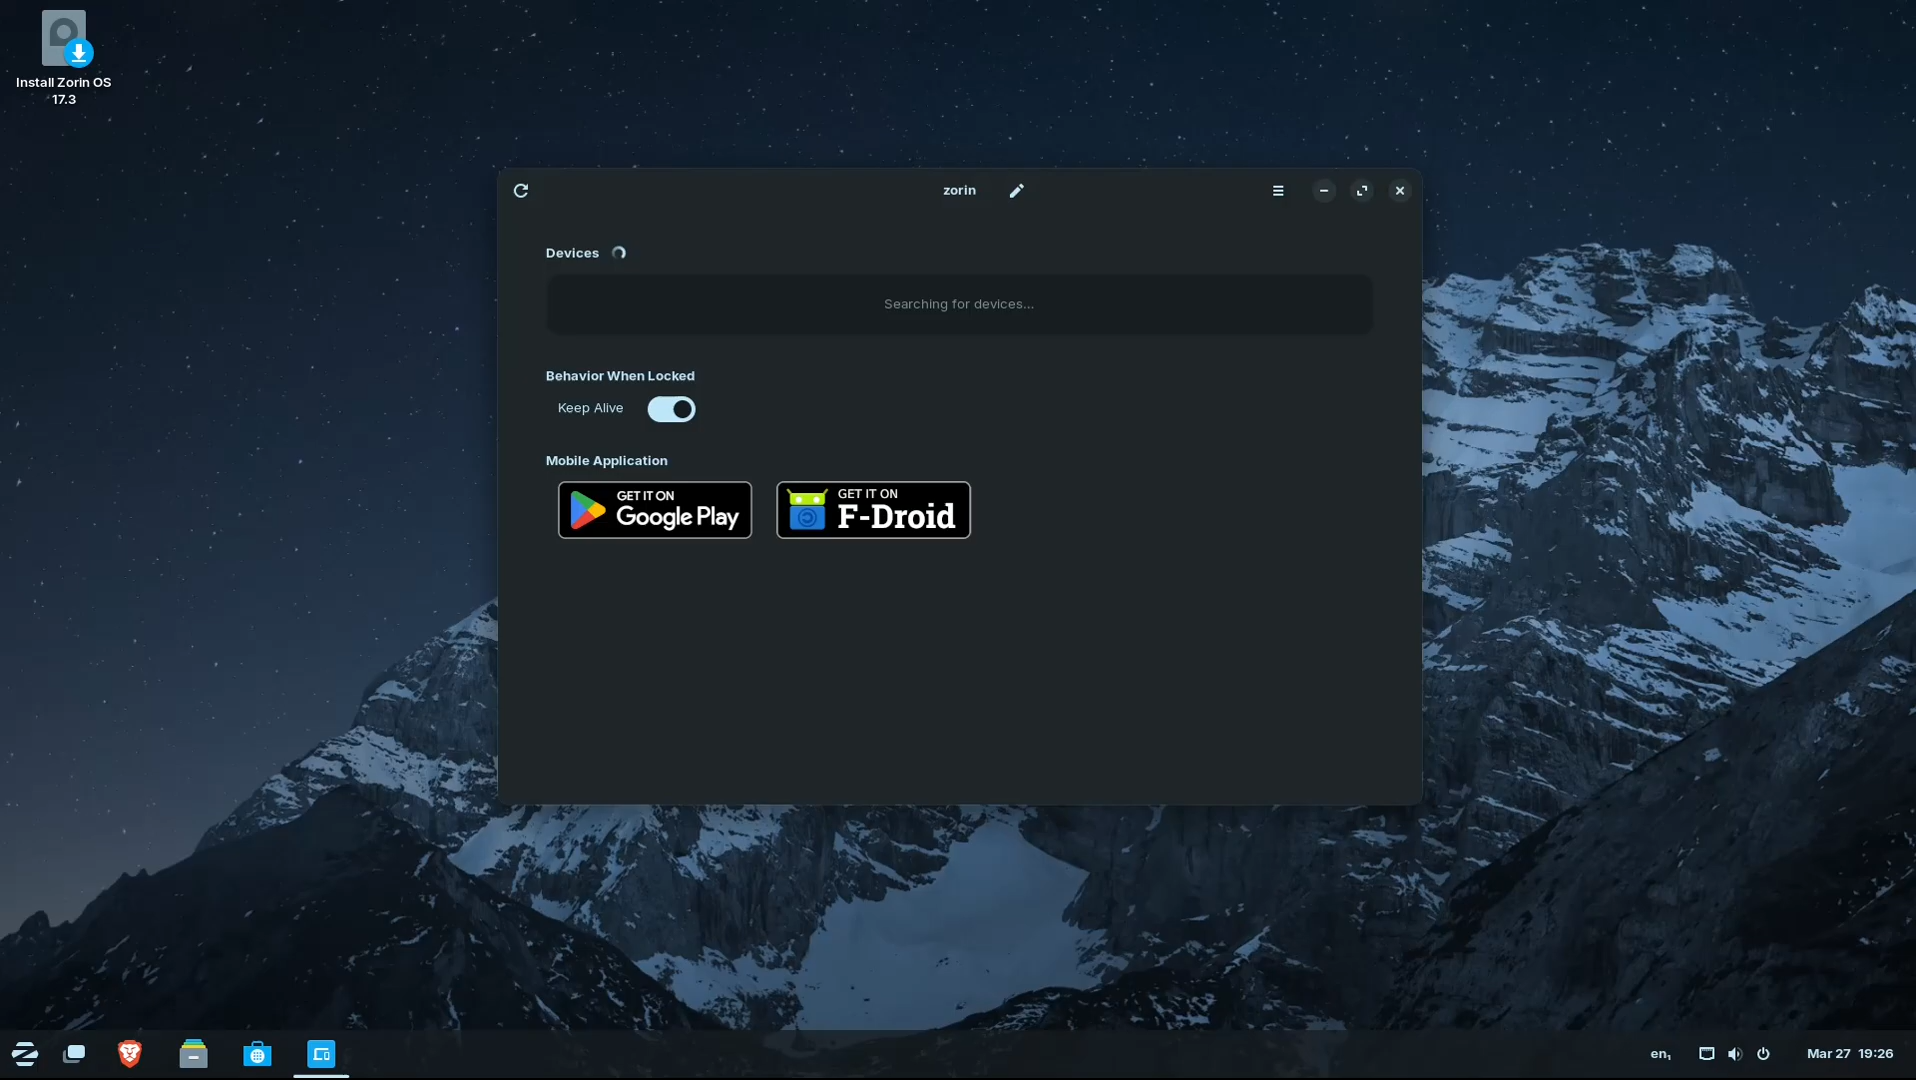 Install Zorin OS
17.3
zorin
Devices
Searching for devices...
Behavior When Locked
Keep Alive
Mobile Application
GET IT ON
Google Play
GET IT ON
F-Droid
en₁
Mar 27 19:26